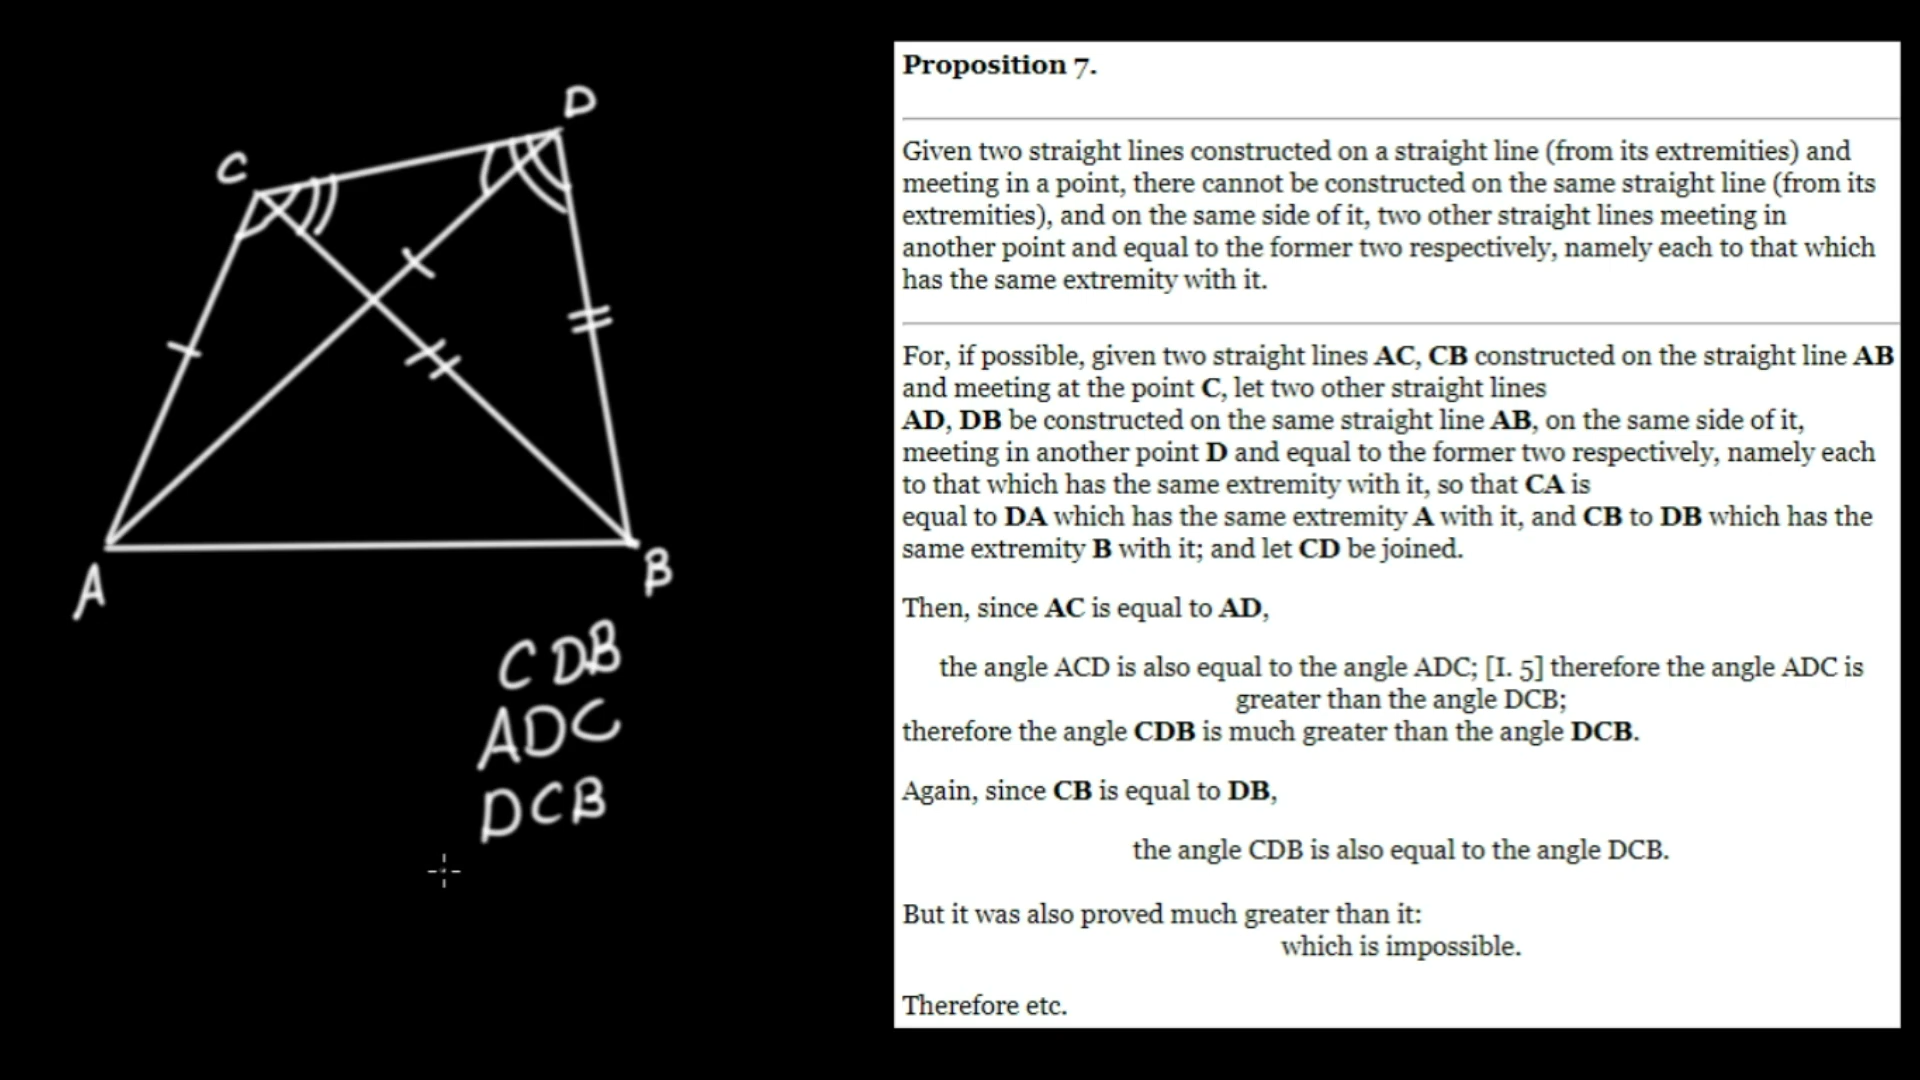 D
C
A
B
CDB
ADC
DCB
Proposition 7.
Given two straight lines constructed on a straight line (from its extremities) and
meeting in a point, there cannot be constructed on the same straight line (from its
extremities), and on the same side of it, two other straight lines meeting in
another point and equal to the former two respectively, namely each to that which
has the same extremity with it.
For, if possible, given two straight lines AC, CB constructed on the straight line AB
and meeting at the point C, let two other straight lines
AD, DB be constructed on the same straight line AB, on the same side of it,
meeting in another point D and equal to the former two respectively, namely each
to that which has the same extremity with it, so that CA is
equal to DA which has the same extremity A with it, and CB to DB which has the
same extremity B with it; and let CD be joined.
Then, since AC is equal to AD,
the angle ACD is also equal to the angle ADC; [I. 5] therefore the angle ADC is
greater than the angle DCB;
therefore the angle CDB is much greater than the angle DCB.
Again, since CB is equal to DB,
the angle CDB is also equal to the angle DCB.
But it was also proved much greater than it:
which is impossible.
Therefore etc.